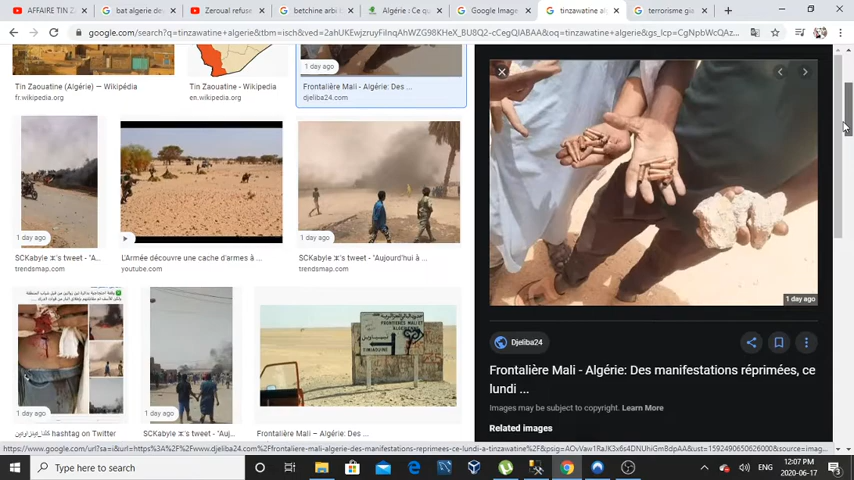 AFFAIRE TIN Z
bat algerie de
Zeroual refuse
betchine arbi
Algérie : Ce qu
Google Image
tinzawatine al
terrorisme gia
google.com/search?q=tinzawatine+algerie&tbm=isch&ved=2ahUKEwjzruyFiInqAhWZG98KHeX_BU8Q2-cCegQIABAA&oq=tinzawatine+algerie&gs_lcp=CgNpbWcQA...
1 day ago
Tin Zaouatine (Algérie) — Wikipédia
fr.wikipedia.org
Tin Zaouatine - Wikipedia
en.wikipedia.org
Frontalière Mali - Algérie: Des ...
djeliba24.com
1 day ago
SCKabyle ⵣ's tweet - "A...
trendsmap.com
L'Armée découvre une cache d'armes à ...
youtube.com
1 day ago
SCKabyle ⵣ's tweet - "Aujourd'hui à ...
trendsmap.com
1 day ago
hashtag on Twitter
1 day ago
SCKabyle ⵣ's tweet - "Auj...
Frontalière Mali – Algérie: Des ...
1 day ago
Djeliba24
Frontalière Mali - Algérie: Des manifestations réprimées, ce
lundi ...
Images may be subject to copyright. Learn More
Related images
Type here to search
ENG
12:07 PM
2020-06-17
3